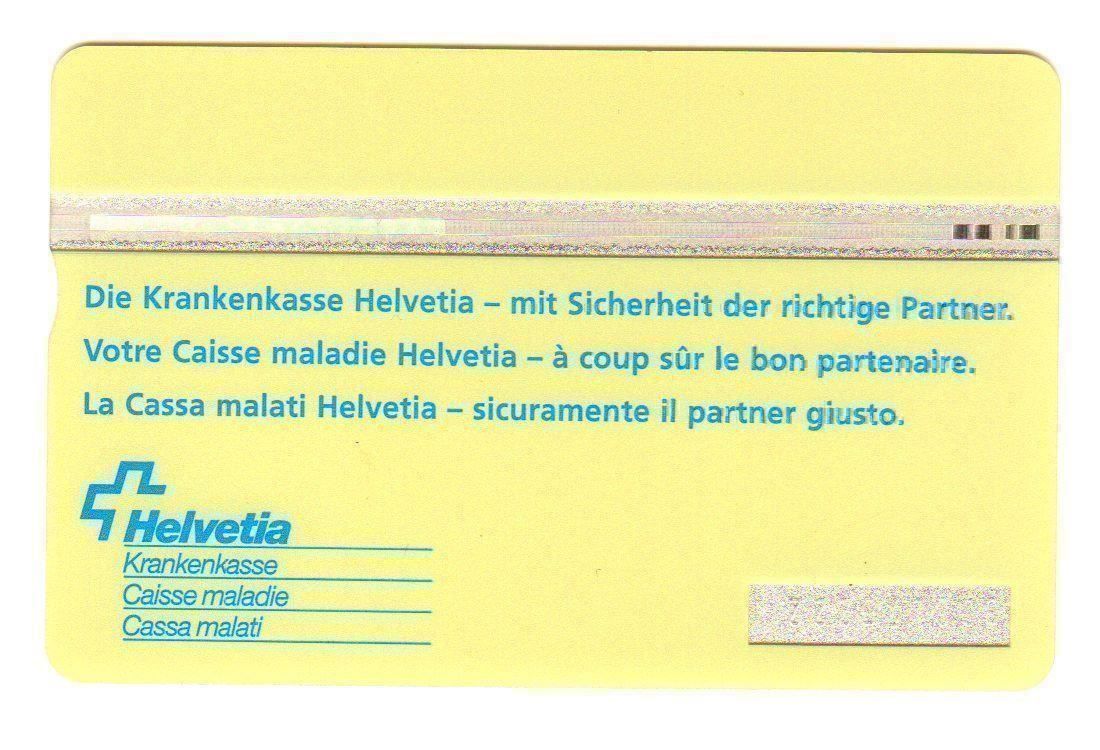 Die Krankenkasse Helvetia – mit Sicherheit der richtige Partner.
Votre Caisse maladie Helvetia – à coup sûr le bon partenaire.
La Cassa malati Helvetia – sicuramente il partner giusto.
Helvetia
Krankenkasse
Caisse maladie
Cassa malati